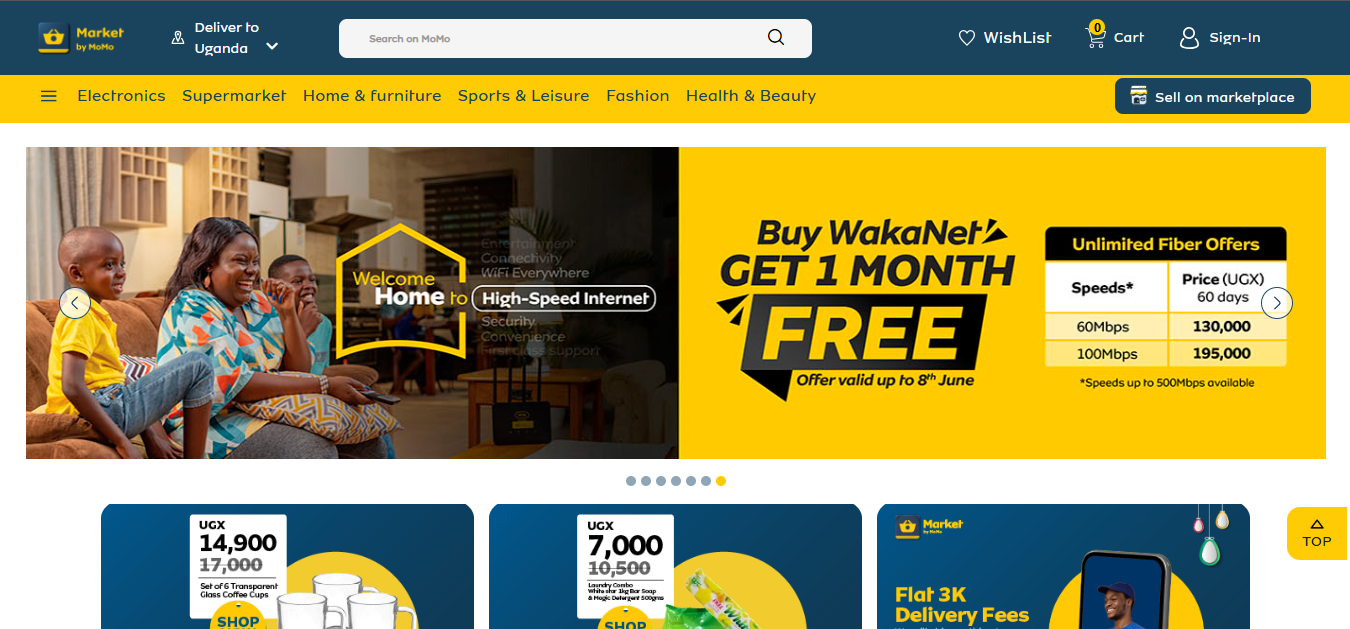 Market
by MoMo
Deliver to
Uganda
Search on MoMo
WishList
0
Cart
Sign-In
Electronics Supermarket Home & furniture Sports & Leisure Fashion Health & Beauty
Sell on marketplace
Entertainment
Connectivity
WiFi Everywhere
Welcome
Home to High-Speed Internet
Security
Convenience
First class support
Buy WakaNet
GET 1 MONTH
FREE
Offer valid up to 8th June
Unlimited Fiber Offers
Speeds* Price (UGX)
60 days
60Mbps 130,000
100Mbps 195,000
*Speeds up to 500Mbps available
UGX
14,900
17,000
Set of 6 Transparent
Glass Coffee Cups
SHOP
UGX
7,000
10,500
Laundry Combo
White star 1kg Bar Soap
& Magic Detergent 500gms
SHOP
Market
by MoMo
Flat 3K
Delivery Fees
TOP